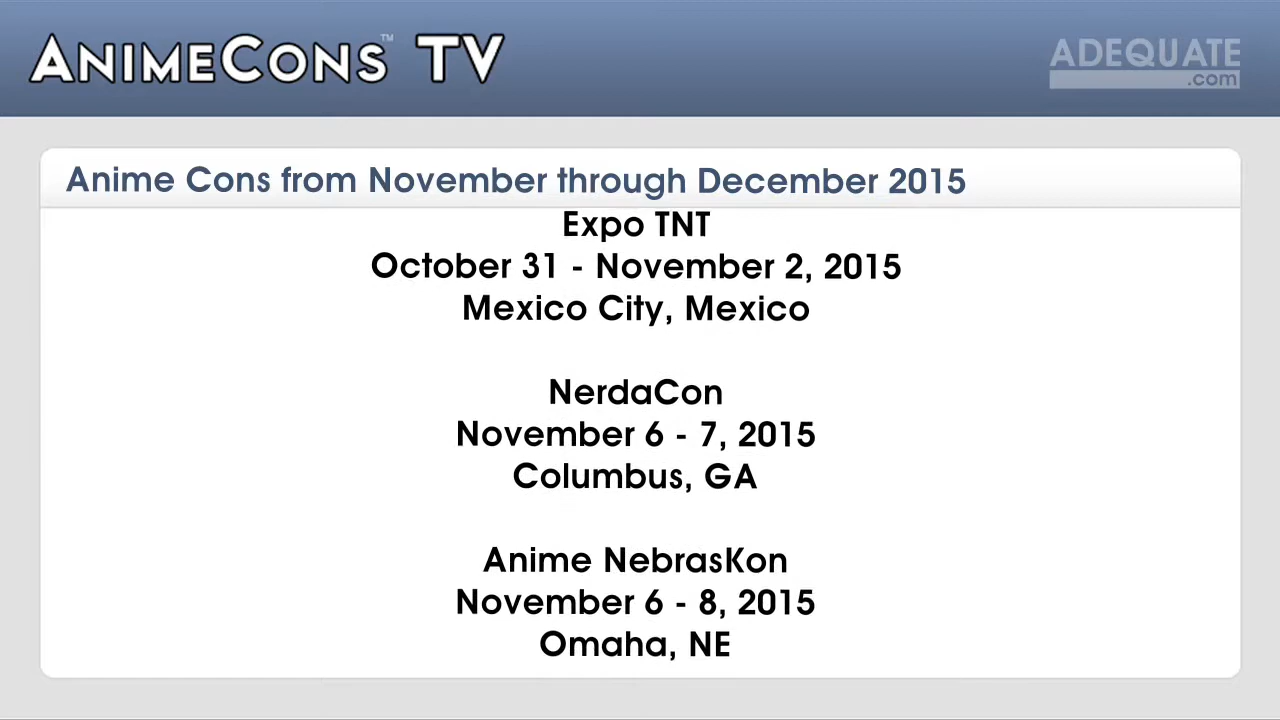 AnimeCons™ TV
ADEQUATE
.com
Anime Cons from November through December 2015
Expo TNT
October 31 - November 2, 2015
Mexico City, Mexico
NerdaCon
November 6 - 7, 2015
Columbus, GA
Anime NebrasKon
November 6 - 8, 2015
Omaha, NE